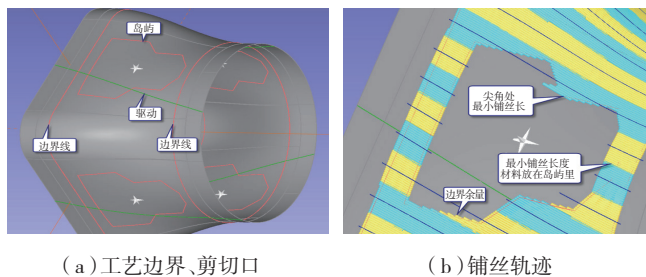 岛屿
驱动
边界线
边界线
尖角处
最小铺丝长
最小铺丝长度
材料放在岛屿里
边界余量
(a)工艺边界、剪切口
(b)铺丝轨迹